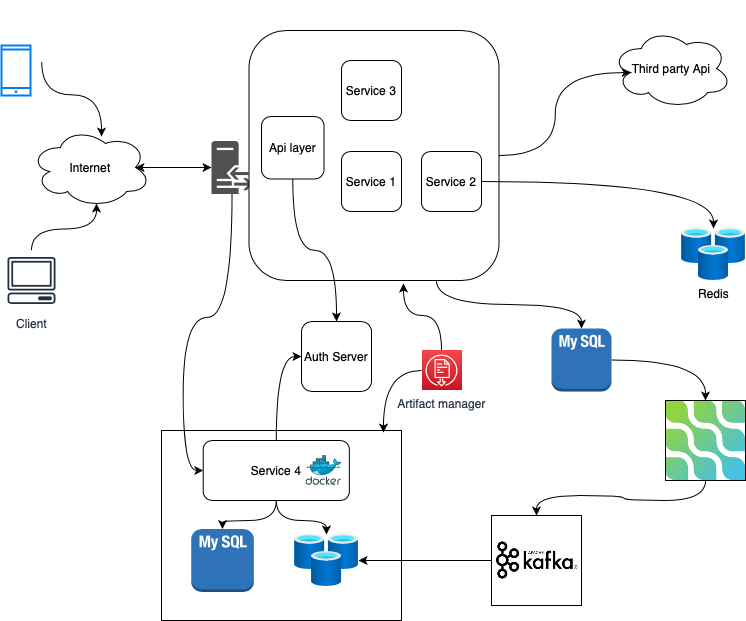 Third party Api
Service 3
Api layer
Internet
Service 1
Service 2
Redis
Client
My SQL
Auth Server
Artifact manager
Service 4
docker
My SQL
APACHE
kafka